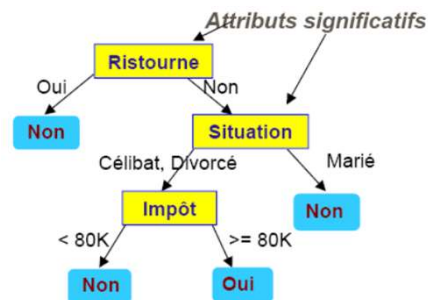 Attributs significatifs
Ristourne
Oui
Non
Non
Situation
Célibat, Divorcé
Marié
Impôt
Non
< 80K
>= 80K
Non
Oui